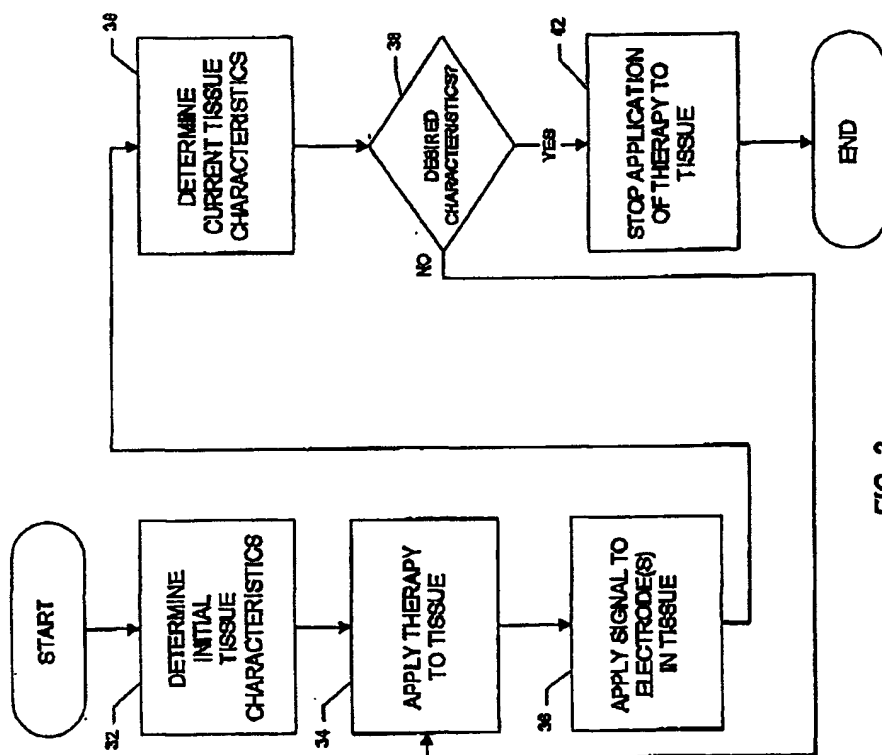 START
32
DETERMINE
INITIAL
TISSUE
CHARACTERISTICS
34
APPLY THERAPY
TO TISSUE
36
APPLY SIGNAL TO
ELECTRODE(S)
IN TISSUE
38
DETERMINE
CURRENT TISSUE
CHARACTERISTICS
38
DESIRED
CHARACTERISTICS?
NO
YES
42
STOP APPLICATION
OF THERAPY TO
TISSUE
END